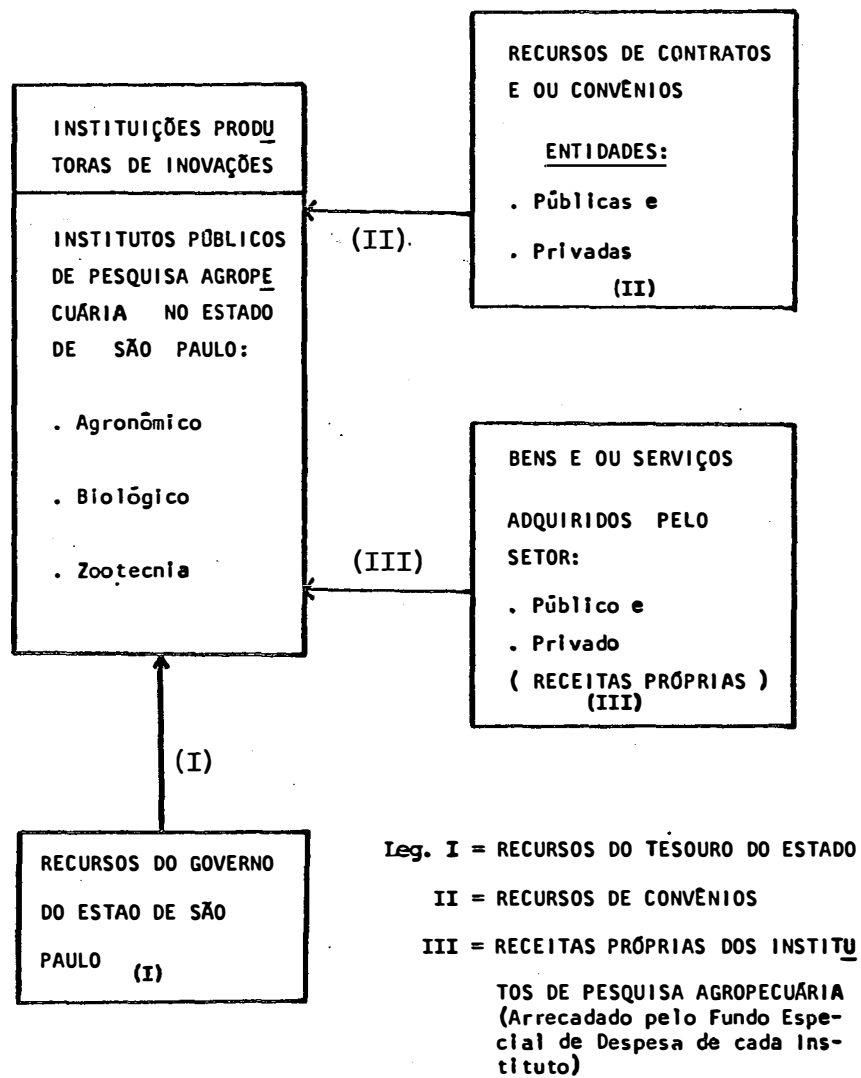 INSTITUIÇÕES PRODU
TORAS DE INOVAÇÕES
INSTITUTOS PÚBLICOS
DE PESQUISA AGROPE
CUÁRIA NO ESTADO
DE SÃO PAULO:
. Agronômico
. Biológico
. Zootecnia
(II).
(III)
(I)
RECURSOS DE CONTRATOS
E OU CONVÊNIOS
ENTIDADES:
. Públicas e
. Privadas
(II)
BENS E OU SERVIÇOS
ADQUIRIDOS PELO
SETOR:
. Público e
. Privado
( RECEITAS PRÓPRIAS )
(III)
RECURSOS DO GOVERNO
DO ESTAO DE SÃO
PAULO (I)
Leg. I = RECURSOS DO TESOURO DO ESTADO
II = RECURSOS DE CONVÊNIOS
III = RECEITAS PRÓPRIAS DOS INSTITU
TOS DE PESQUISA AGROPECUÁRIA
(Arrecadado pelo Fundo Espe-
cial de Despesa de cada Ins-
tituto)